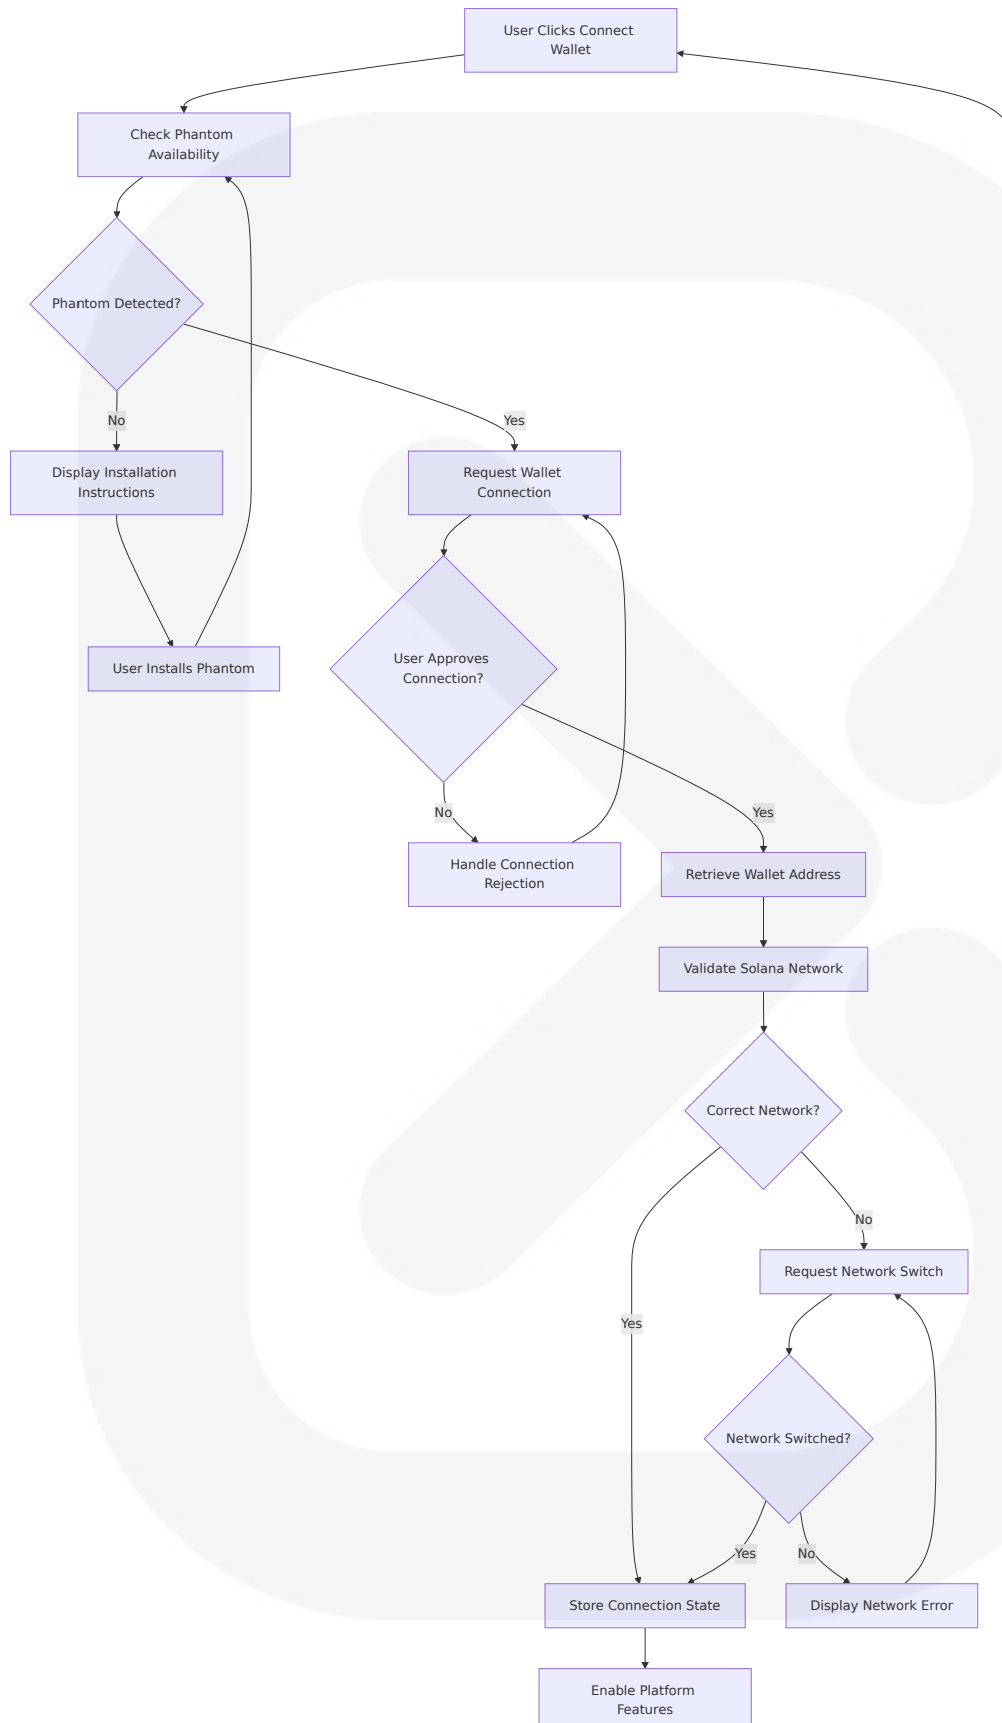 User Clicks Connect
Wallet
Check Phantom
Availability
Phantom Detected?
No
Yes
Display Installation
Instructions
Request Wallet
Connection
User Installs Phantom
User Approves
Connection?
No
Yes
Handle Connection
Rejection
Retrieve Wallet Address
Validate Solana Network
Correct Network?
No
Request Network Switch
Yes
Network Switched?
Yes
No
Store Connection State
Display Network Error
Enable Platform
Features